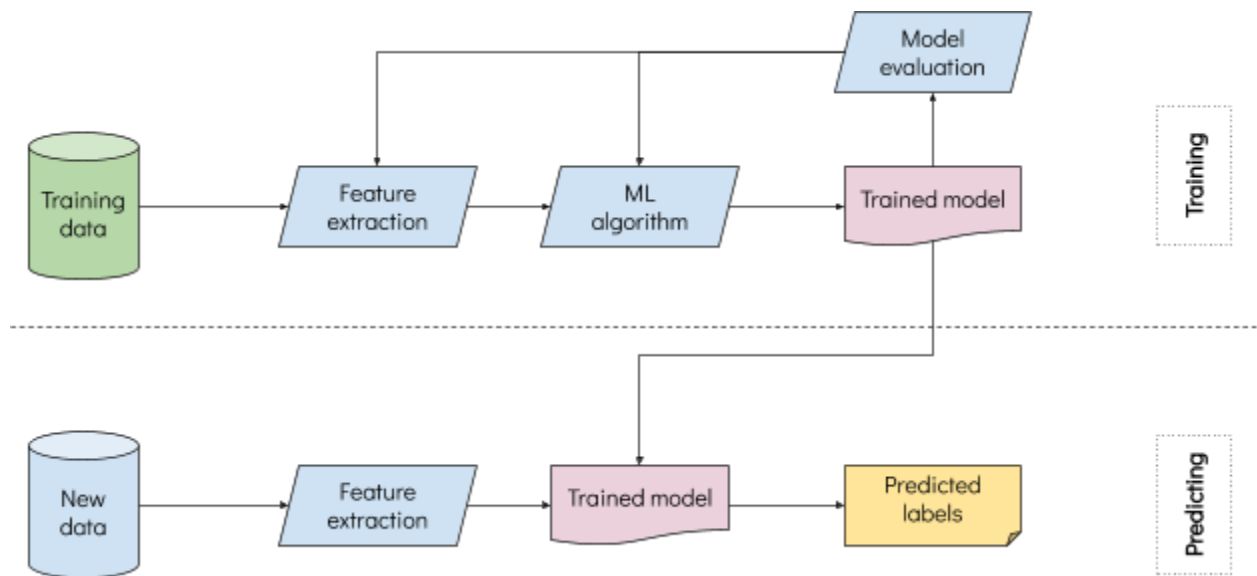 Model
evaluation
Training
data
Feature
extraction
ML
algorithm
Trained model
Training
New
data
Feature
extraction
Trained model
Predicted
labels
Predicting